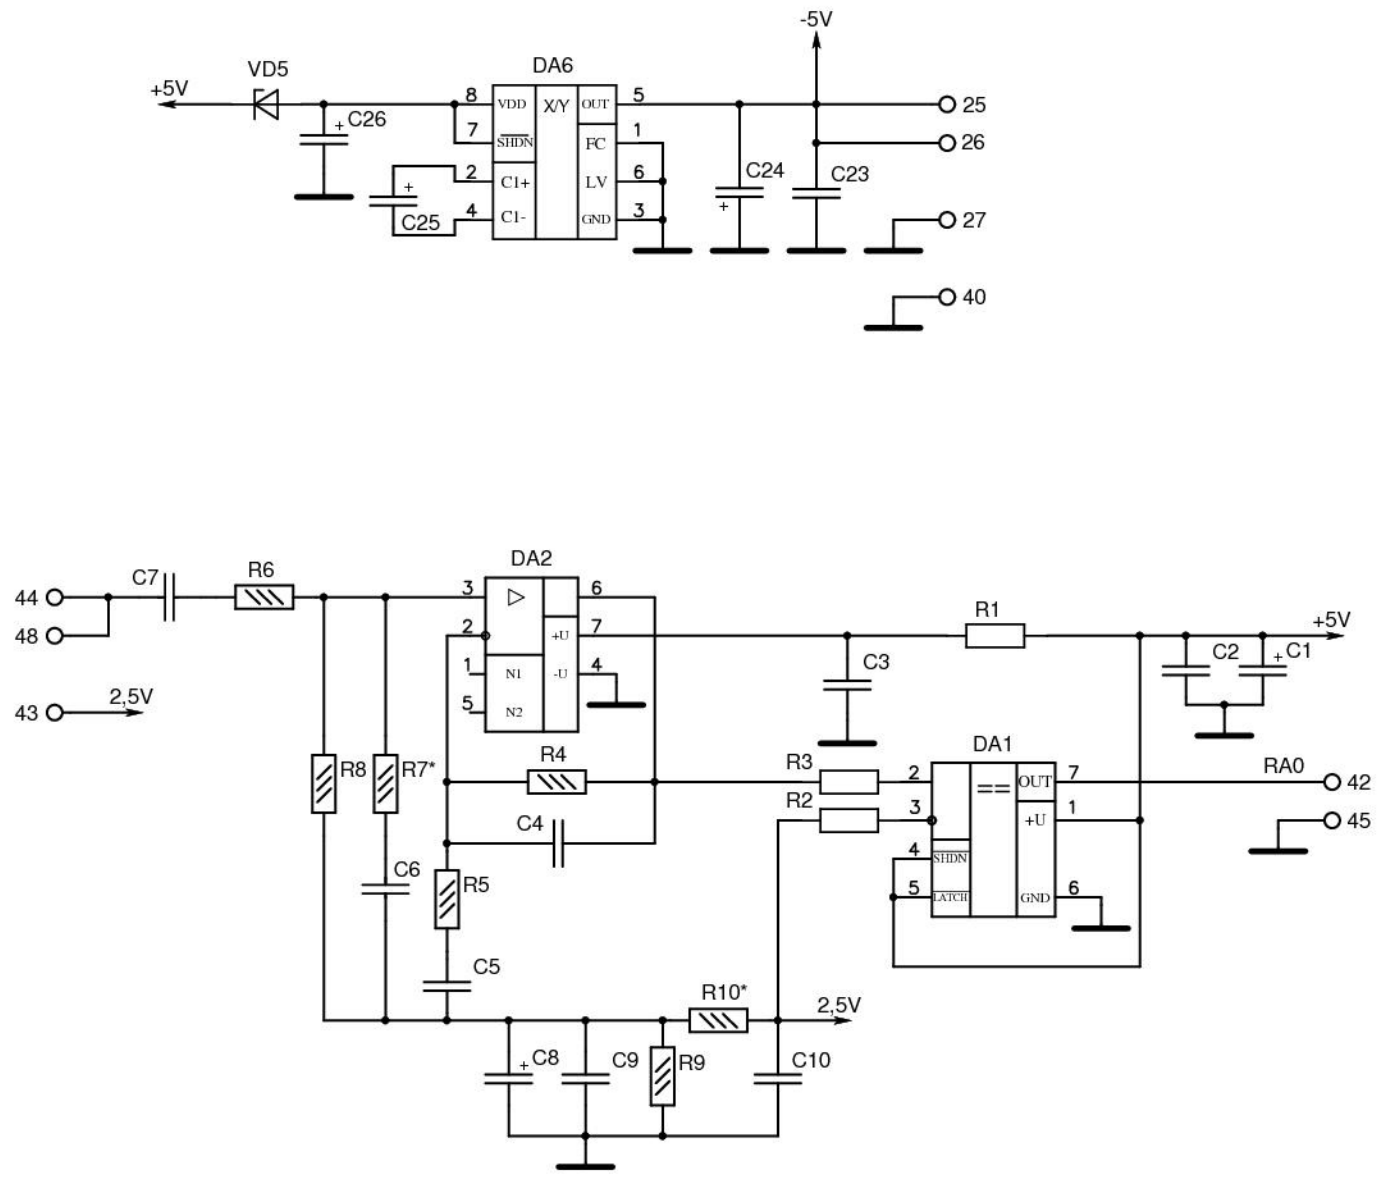 -5V
DA6
VD5
+5V
8 VDD X/Y OUT 5
25
+ C26
7 SHDN FC 1
26
2 C1+ LV 6
C24 C23
+
C25
4 C1- GND 3
+
27
40
DA2
C7 R6
44
3 6
R1
+5V
48
2 +U 7
C3 C2 + C1
1 N1 -U 4
43 2,5V
5 N2
DA1
R8 R7* R4 R3 2 == OUT 7 RA0 42
R2 3 +U 1 45
C4
4 SHDN
C6 R5
5 LATCH GND 6
C5
R10* 2,5V
+ C8 C9 R9 C10